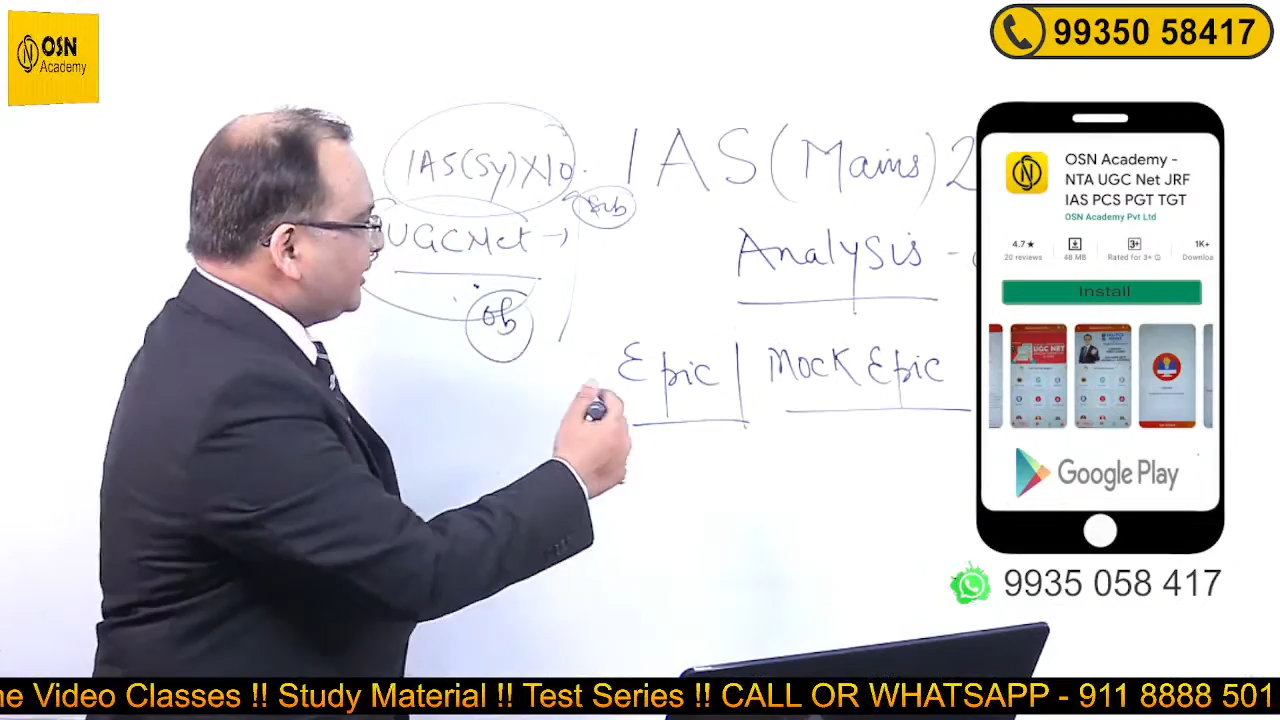 OSN
Academy
99350 58417
IAS(Sy)X10.
IAS (Mains) 2
Sub
UGCNet →
Analysis -
Ob
Epic | Mock Epic
OSN Academy -
NTA UGC Net JRF
IAS PCS PGT TGT
OSN Academy Pvt Ltd
4.7★
20 reviews
48 MB
3+
Rated for 3+
1K+
Downloa
Install
UGC NET
Google Play
9935 058 417
ne Video Classes !! Study Material !! Test Series !! CALL OR WHATSAPP - 911 8888 501